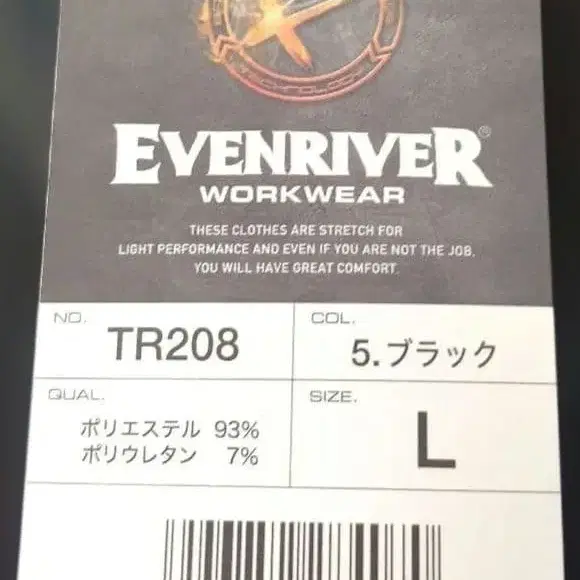 TECHNOLOGY
EVENRIVER®
WORKWEAR
THESE CLOTHES ARE STRETCH FOR
LIGHT PERFORMANCE AND EVEN IF YOU ARE NOT THE JOB,
YOU WILL HAVE GREAT COMFORT.
NO.
TR208
COL.
5.ブラック
QUAL.
ポリエステル 93%
ポリウレタン 7%
SIZE.
L